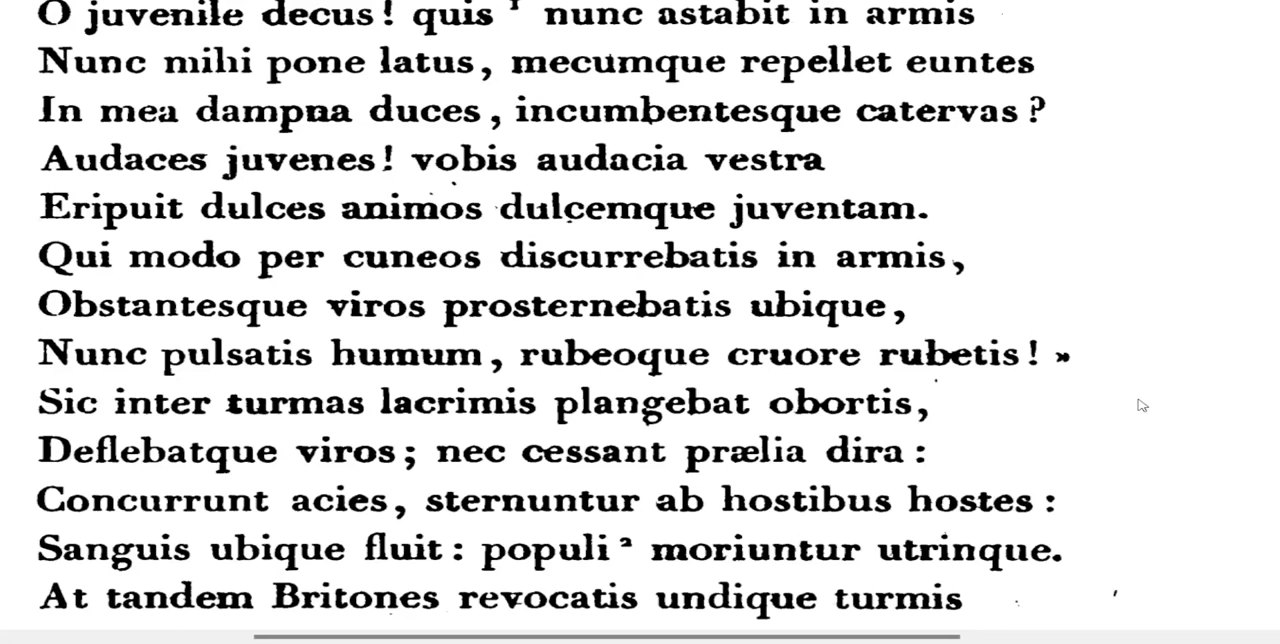 O juvenile decus! quis ¹ nunc astabit in armis
Nunc mihi pone latus, mecumque repellet euntes
In mea dampna duces, incumbentesque catervas?
Audaces juvenes! vobis audacia vestra
Eripuit dulces animos dulcemque juventam.
Qui modo per cuneos discurrebatis in armis,
Obstantesque viros prosternebatis ubique,
Nunc pulsatis humum, rubeoque cruore rubetis! »
Sic inter turmas lacrimis plangebat obortis,
Deflebatque viros; nec cessant prælia dira:
Concurrunt acies, sternuntur ab hostibus hostes:
Sanguis ubique fluit: populi ² moriuntur utrinque.
At tandem Britones revocatis undique turmis